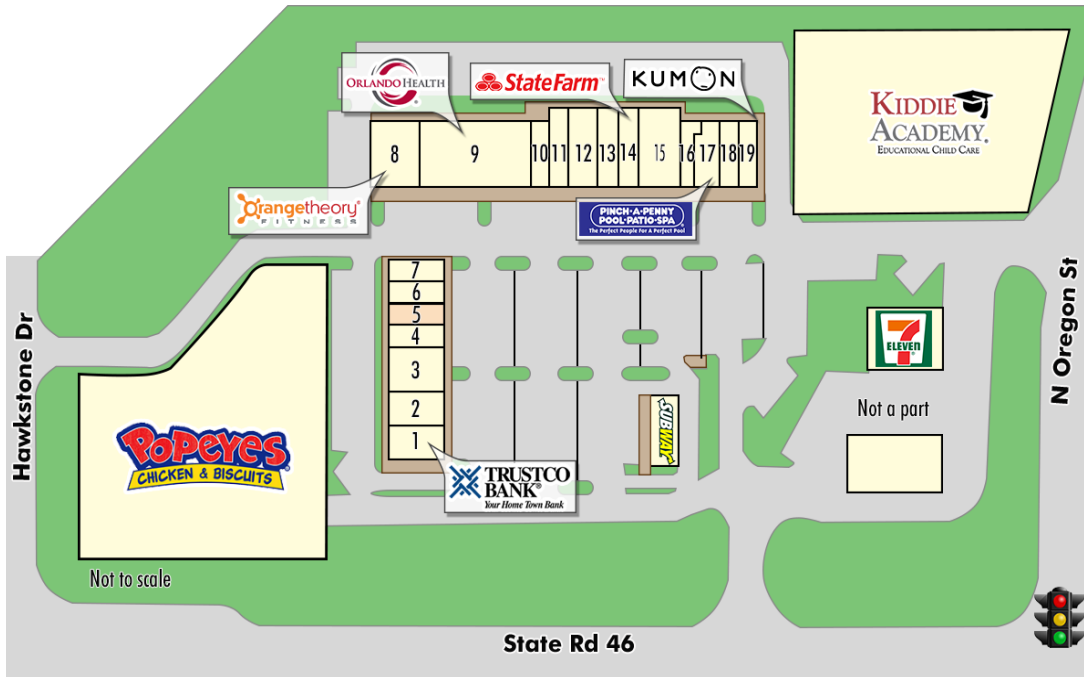 ORLANDO HEALTH®
StateFarm™
KUMON
KIDDIE
ACADEMY®
EDUCATIONAL CHILD CARE
8
9
10
11
12
13
14
15
16
17
18
19
Orangetheory®
FITNESS
PINCH·A·PENNY
POOL·PATIO·SPA®
The Perfect People For A Perfect Pool
7
6
5
4
3
2
1
Hawkstone Dr
N Oregon St
7
ELEVEN
Not a part
SUBWAY
POPEYES®
CHICKEN & BISCUITS
TRUSTCO
BANK®
Your Home Town Bank
Not to scale
State Rd 46